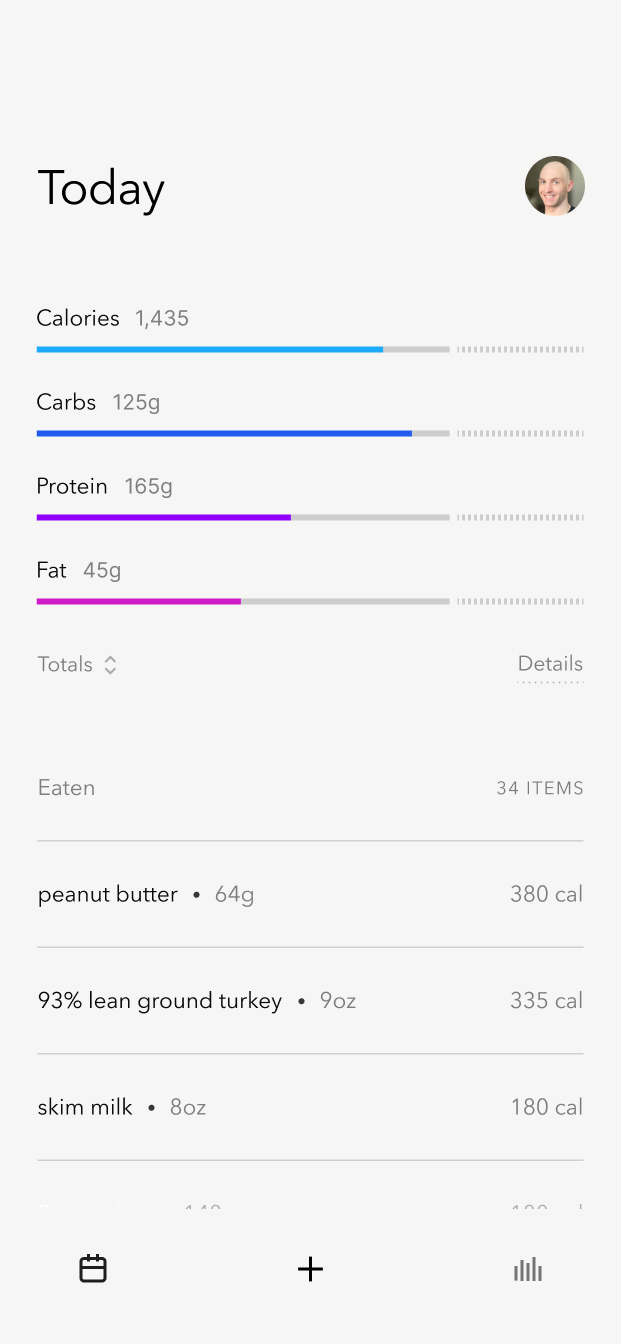 Today
Calories 1,435
Carbs 125g
Protein 165g
Fat 45g
Totals Details
Eaten 34 ITEMS
peanut butter • 64g 380 cal
93% lean ground turkey • 9oz 335 cal
skim milk • 8oz 180 cal